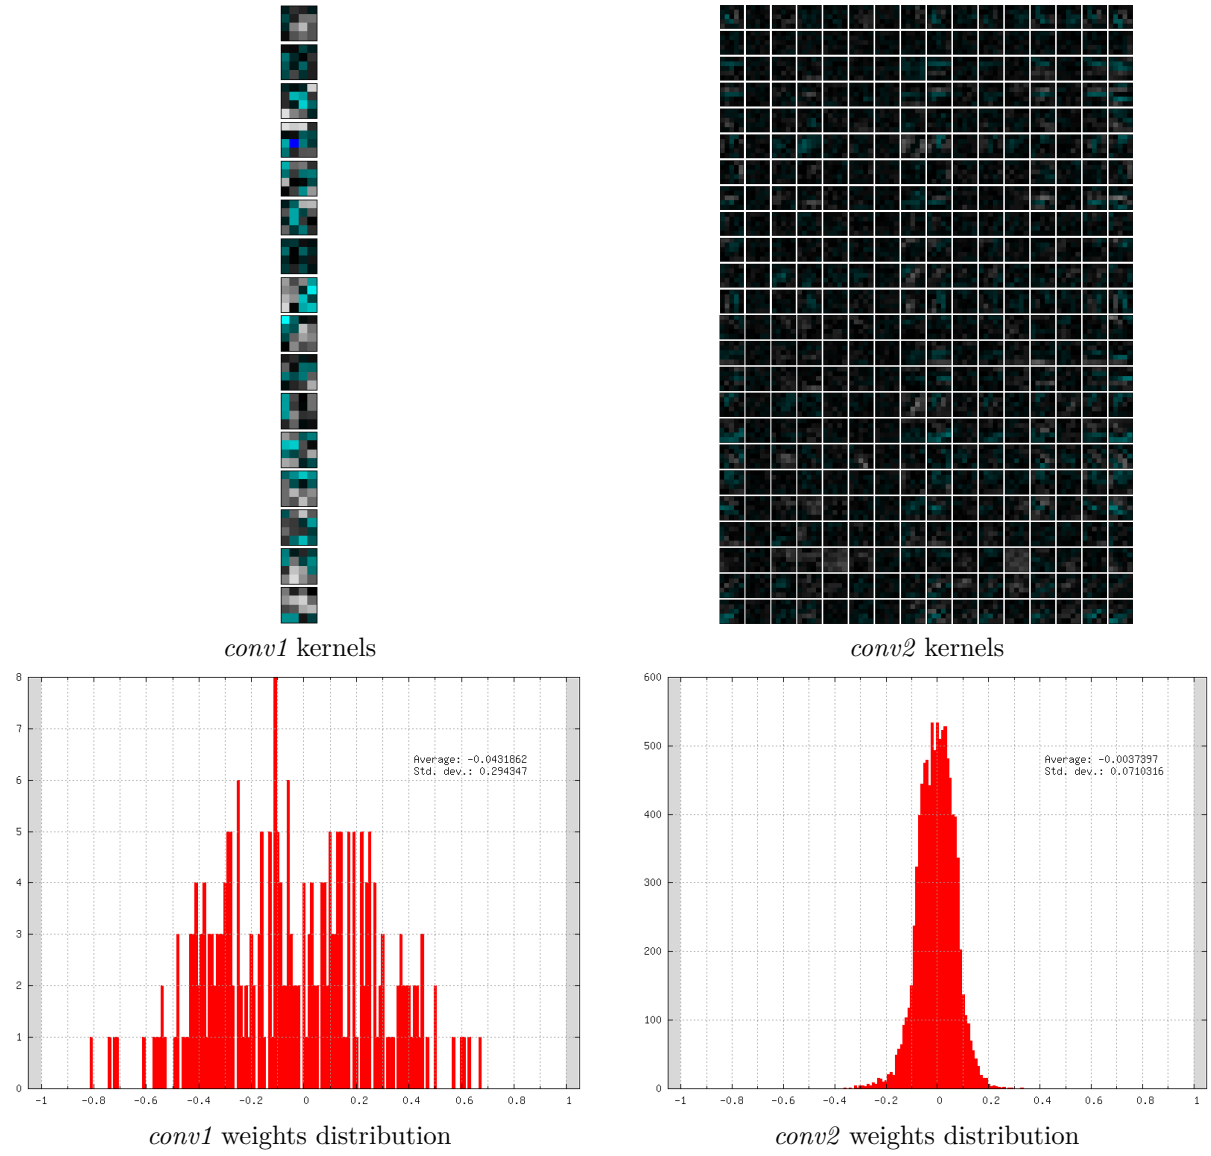 conv1 kernels
conv2 kernels
8
7
6
5
4
3
2
1
0
Average: -0.0431862
Std. dev.: 0.294347
-1 -0.8 -0.6 -0.4 -0.2 0 0.2 0.4 0.6 0.8 1
conv1 weights distribution
600
500
400
300
200
100
0
Average: -0.0037397
Std. dev.: 0.0710316
-1 -0.8 -0.6 -0.4 -0.2 0 0.2 0.4 0.6 0.8 1
conv2 weights distribution